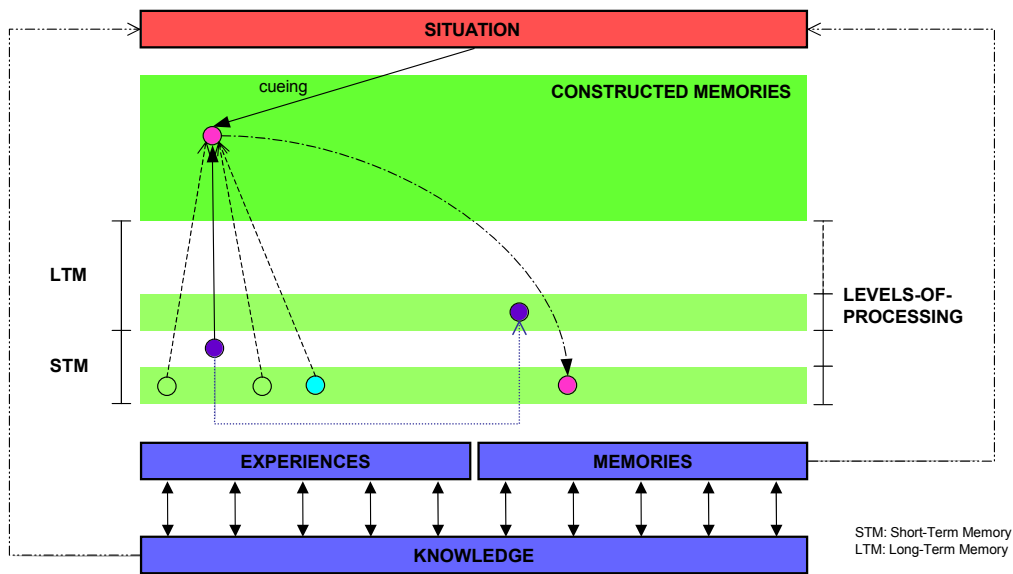 SITUATION
cueing
CONSTRUCTED MEMORIES
LTM
LEVELS-OF-
PROCESSING
STM
EXPERIENCES
MEMORIES
STM: Short-Term Memory
LTM: Long-Term Memory
KNOWLEDGE